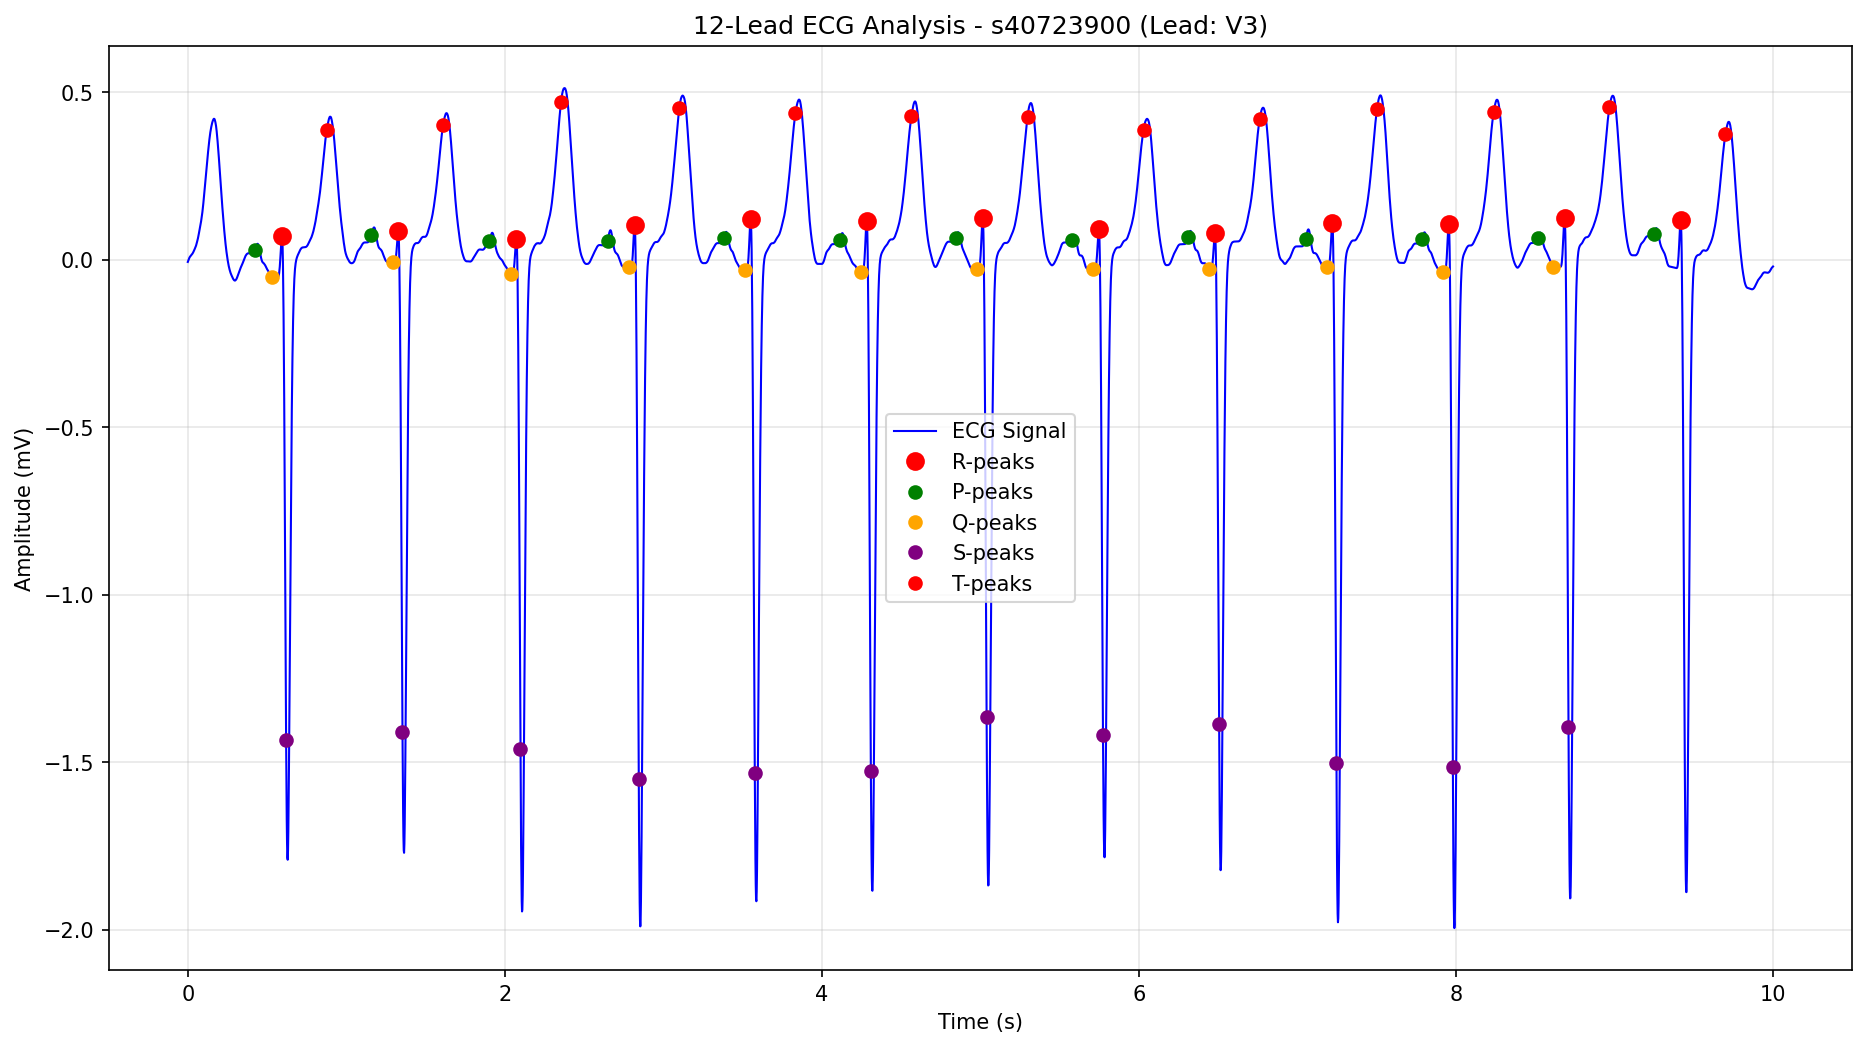 12-Lead ECG Analysis - s40723900 (Lead: V3)
Amplitude (mV)
0.5
0.0
−0.5
−1.0
−1.5
−2.0
ECG Signal
R-peaks
P-peaks
Q-peaks
S-peaks
T-peaks
0 2 4 6 8 10
Time (s)